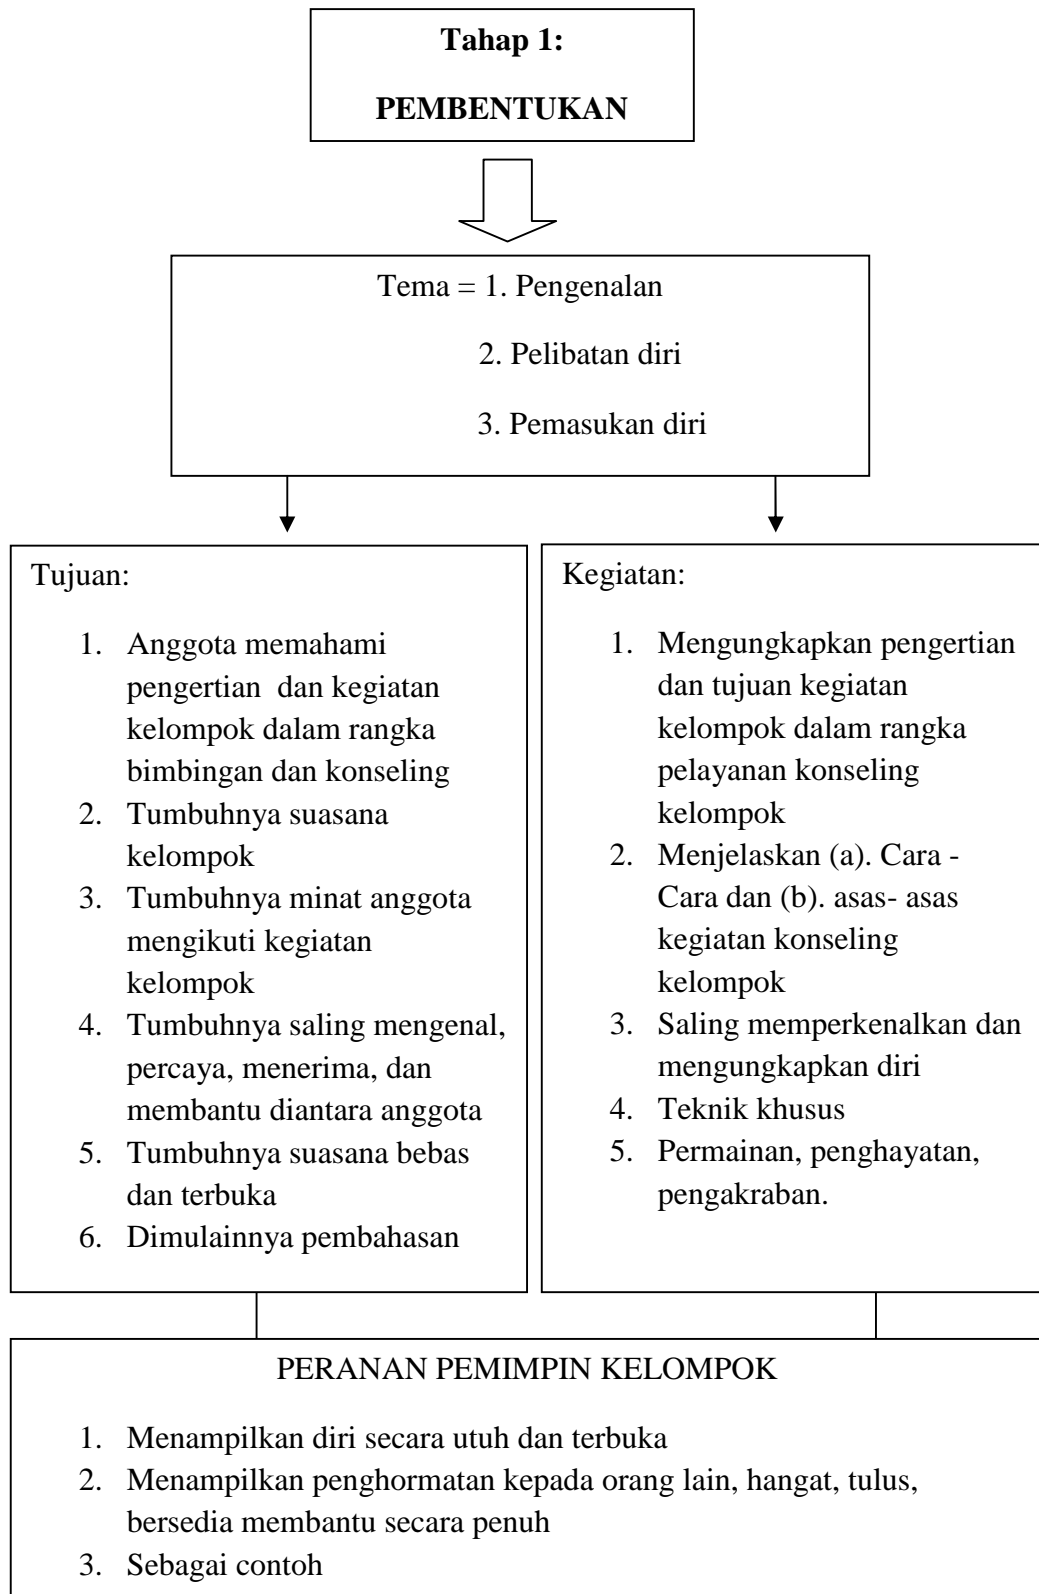 Tahap 1:
PEMBENTUKAN
Tema = 1. Pengenalan
2. Pelibatan diri
3. Pemasukan diri
Tujuan:
1. Anggota memahami
pengertian dan kegiatan
kelompok dalam rangka
bimbingan dan konseling
2. Tumbuhnya suasana
kelompok
3. Tumbuhnya minat anggota
mengikuti kegiatan
kelompok
4. Tumbuhnya saling mengenal,
percaya, menerima, dan
membantu diantara anggota
5. Tumbuhnya suasana bebas
dan terbuka
6. Dimulainnya pembahasan
Kegiatan:
1. Mengungkapkan pengertian
dan tujuan kegiatan
kelompok dalam rangka
pelayanan konseling
kelompok
2. Menjelaskan (a). Cara -
Cara dan (b). asas- asas
kegiatan konseling
kelompok
3. Saling memperkenalkan dan
mengungkapkan diri
4. Teknik khusus
5. Permainan, penghayatan,
pengakraban.
PERANAN PEMIMPIN KELOMPOK
1. Menampilkan diri secara utuh dan terbuka
2. Menampilkan penghormatan kepada orang lain, hangat, tulus,
bersedia membantu secara penuh
3. Sebagai contoh